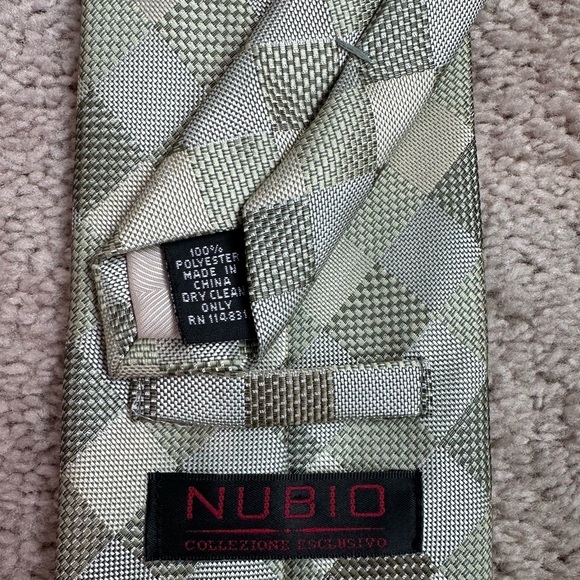 100%
POLYESTER
MADE IN
CHINA
DRY CLEAN
ONLY
RN 114831
NUBIO
COLLEZIONE ESCLUSIVO